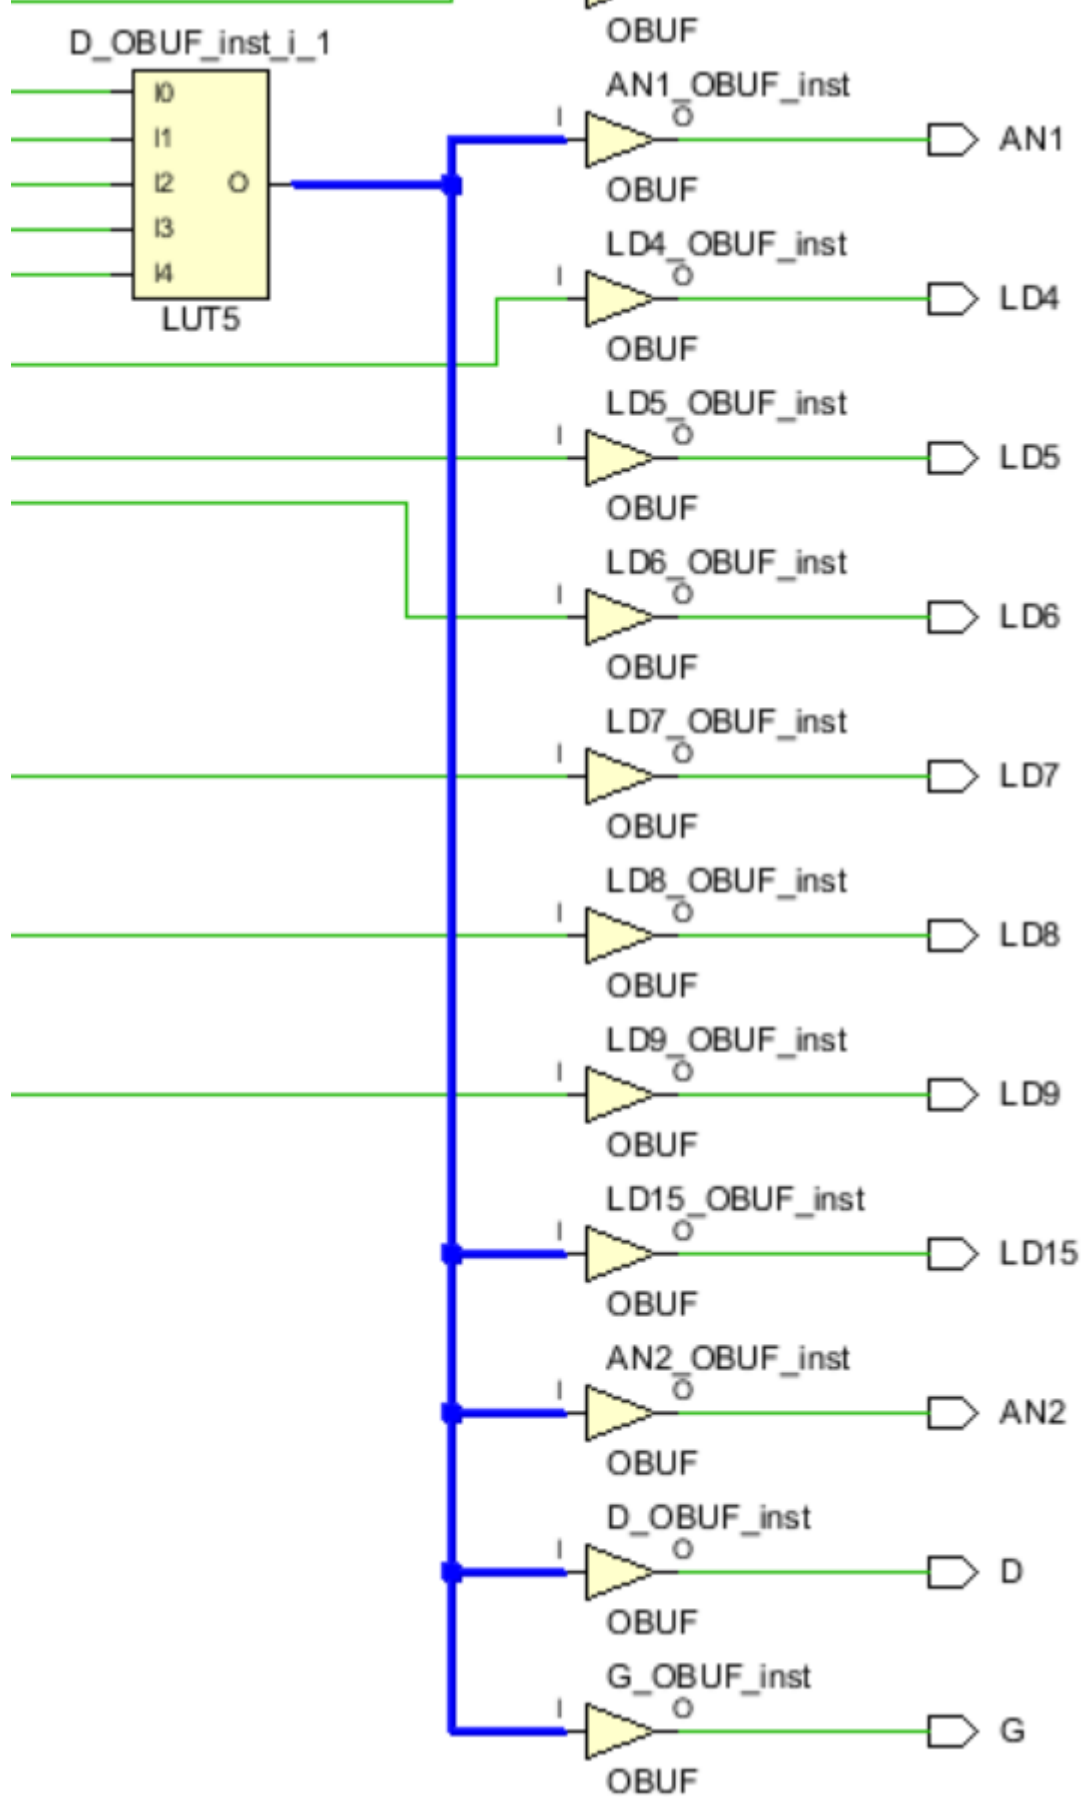 OBUF
D_OBUF_inst_i_1
I0
I1
I2
I3
I4
O
LUT5
AN1_OBUF_inst
I
O
AN1
OBUF
LD4_OBUF_inst
I
O
LD4
OBUF
LD5_OBUF_inst
I
O
LD5
OBUF
LD6_OBUF_inst
I
O
LD6
OBUF
LD7_OBUF_inst
I
O
LD7
OBUF
LD8_OBUF_inst
I
O
LD8
OBUF
LD9_OBUF_inst
I
O
LD9
OBUF
LD15_OBUF_inst
I
O
LD15
OBUF
AN2_OBUF_inst
I
O
AN2
OBUF
D_OBUF_inst
I
O
D
OBUF
G_OBUF_inst
I
O
G
OBUF